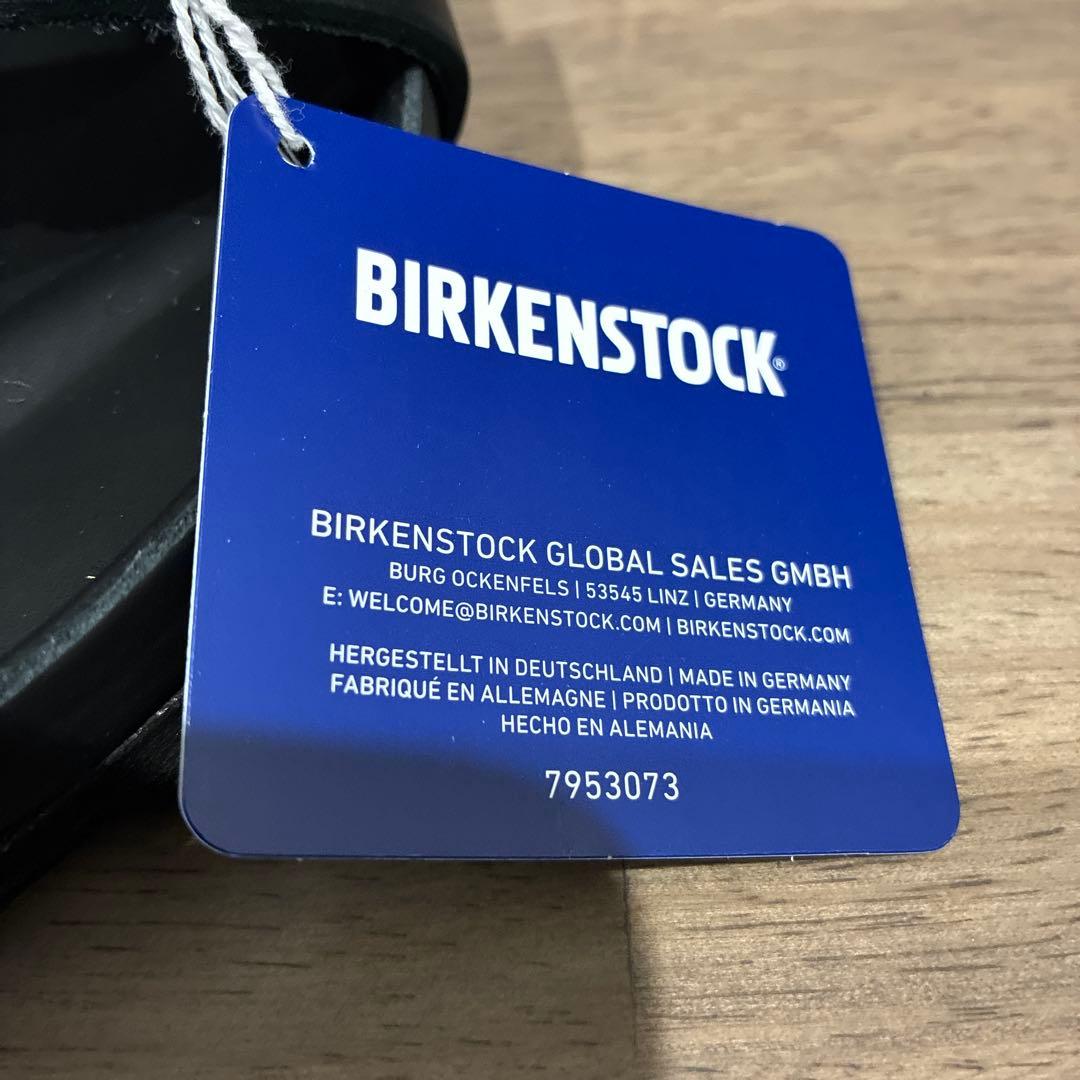 BIRKENSTOCK®
BIRKENSTOCK GLOBAL SALES GMBH
BURG OCKENFELS | 53545 LINZ | GERMANY
E: WELCOME@BIRKENSTOCK.COM | BIRKENSTOCK.COM
HERGESTELLT IN DEUTSCHLAND | MADE IN GERMANY
FABRIQUÉ EN ALLEMAGNE | PRODOTTO IN GERMANIA
HECHO EN ALEMANIA
7953073